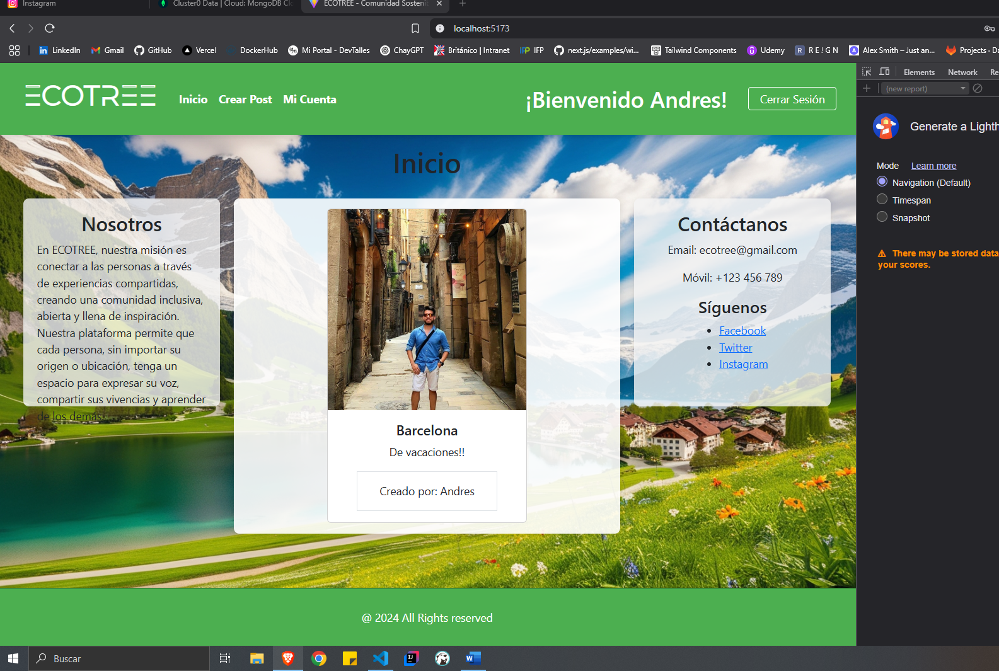 Instagram
Cluster0 Data | Cloud: MongoDB Clo
ECOTREE - Comunidad Sostenib
localhost:5173
LinkedIn
Gmail
GitHub
Vercel
DockerHub
Mi Portal - DevTalles
ChayGPT
Británico | Intranet
IFP
next.js/examples/wi...
Tailwind Components
Udemy
R E ! G N
Alex Smith – Just an...
Projects · Da
ECOTREE
Inicio
Crear Post
Mi Cuenta
¡Bienvenido Andres!
Cerrar Sesión
Inicio
Nosotros
En ECOTREE, nuestra misión es
conectar a las personas a través
de experiencias compartidas,
creando una comunidad inclusiva,
abierta y llena de inspiración.
Nuestra plataforma permite que
cada persona, sin importar su
origen o ubicación, tenga un
espacio para expresar su voz,
compartir sus vivencias y aprender
de los demás.
Barcelona
De vacaciones!!
Creado por: Andres
Contáctanos
Email: ecotree@gmail.com
Móvil: +123 456 789
Síguenos
Facebook
Twitter
Instagram
@ 2024 All Rights reserved
Elements
Network
Re
(new report)
Generate a Lighth
Mode
Learn more
Navigation (Default)
Timespan
Snapshot
There may be stored data
your scores.
Buscar